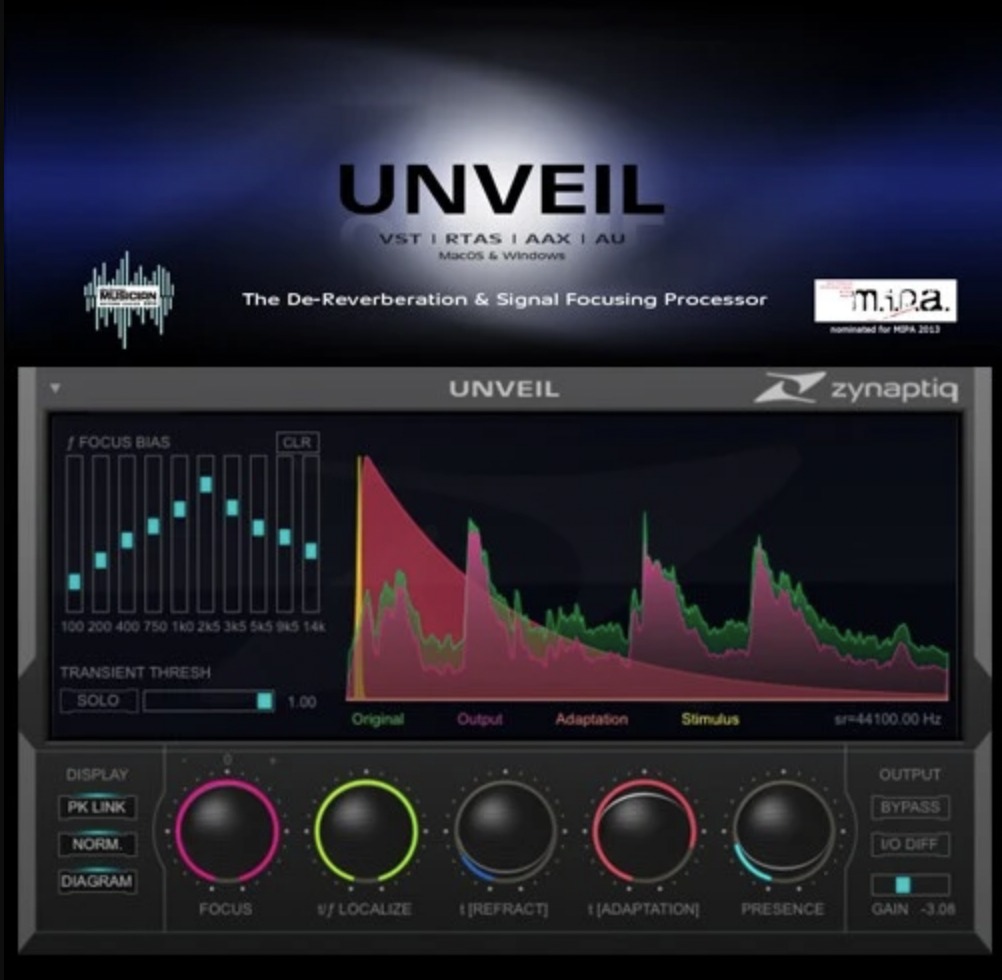 UNVEIL
VST | RTAS | AAX | AU
MacOS & Windows
MUSICIAN
The De-Reverberation & Signal Focusing Processor
m.i.p.a.
nominated for MIPA 2013
UNVEIL
zynaptiq
ƒ FOCUS BIAS
CLR
100 200 400 750 1k0 2k5 3k5 5k5 9k5 14k
TRANSIENT THRESH
SOLO
1.00
Original Output Adaptation Stimulus sr=44100.00 Hz
DISPLAY
PK LINK
NORM.
DIAGRAM
- 0 +
FOCUS
t/ƒ LOCALIZE
t [REFRACT]
t [ADAPTATION]
PRESENCE
OUTPUT
BYPASS
I/O DIFF
GAIN -3.08